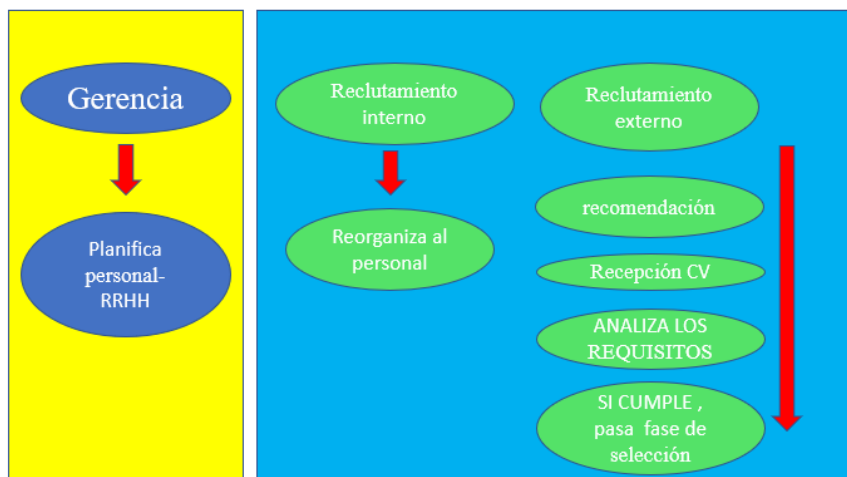 Gerencia
Planifica
personal-
RRHH
Reclutamiento
interno
Reorganiza al
personal
Reclutamiento
externo
recomendación
Recepción CV
ANALIZA LOS
REQUISITOS
SI CUMPLE ,
pasa fase de
selección